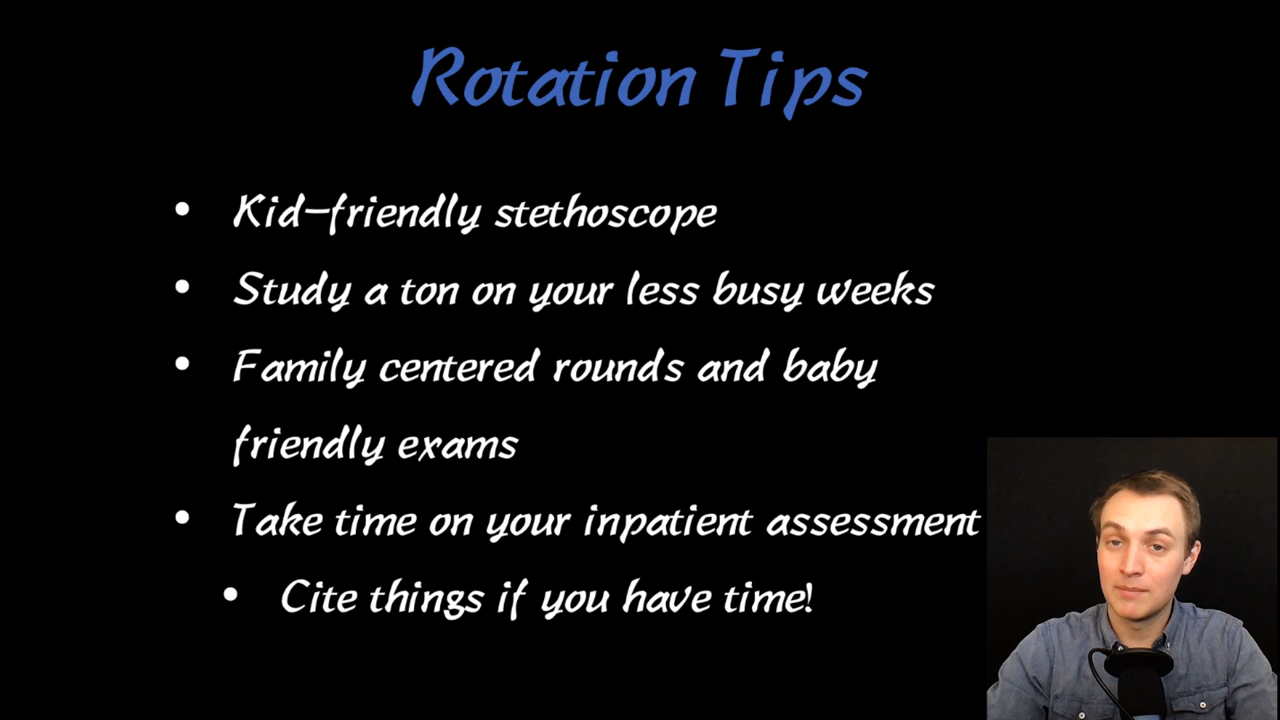 Rotation Tips
• Kid-friendly stethoscope
• Study a ton on your less busy weeks
• Family centered rounds and baby
friendly exams
• Take time on your inpatient assessment
• Cite things if you have time!